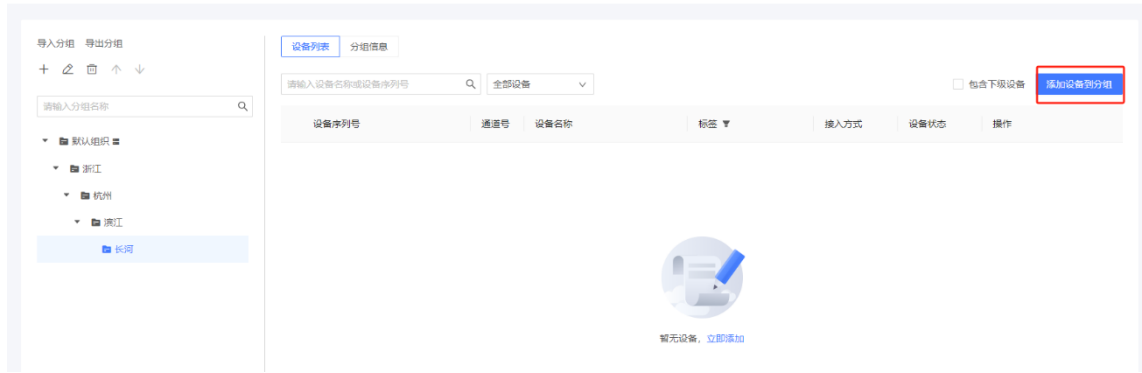 导入分组 导出分组
请输入分组名称
默认组织
浙江
杭州
滨江
长河
设备列表 分组信息
请输入设备名称或设备序列号 全部设备 包含下级设备 添加设备到分组
设备序列号 通道号 设备名称 标签 接入方式 设备状态 操作
暂无设备，立即添加